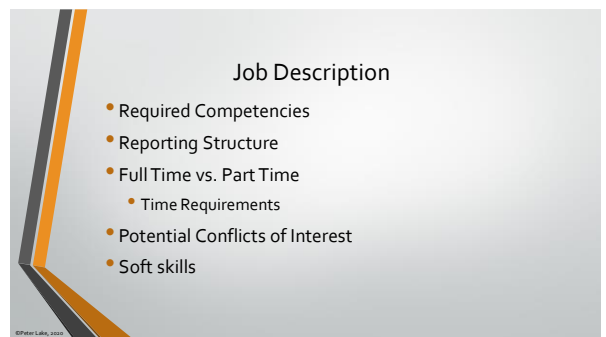 Job Description
Required Competencies
Reporting Structure
Full Time vs. Part Time
Time Requirements
Potential Conflicts of Interest
Soft skills
©Peter Lake, 2020